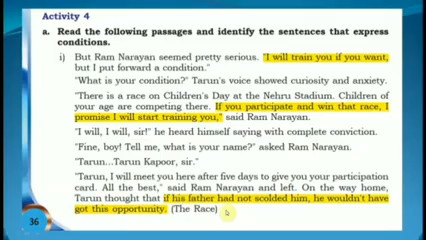 Activity 4
a. Read the following passages and identify the sentences that express
conditions.
i) But Ram Narayan seemed pretty serious. "I will train you if you want,
but I put forward a condition."
"What is your condition?" Tarun's voice showed curiosity and anxiety.
"There is a race on Children's Day at the Nehru Stadium. Children of
your age are competing there. If you participate and win that race, I
promise I will start training you," said Ram Narayan.
"I will, I will, sir!" he heard himself saying with complete conviction.
"Fine, boy! Tell me, what is your name?" asked Ram Narayan.
"Tarun...Tarun Kapoor, sir."
"Tarun, I will meet you here after five days to give you your participation
card. All the best," said Ram Narayan and left. On the way home,
Tarun thought that if his father had not scolded him, he wouldn't have
got this opportunity. (The Race)
36